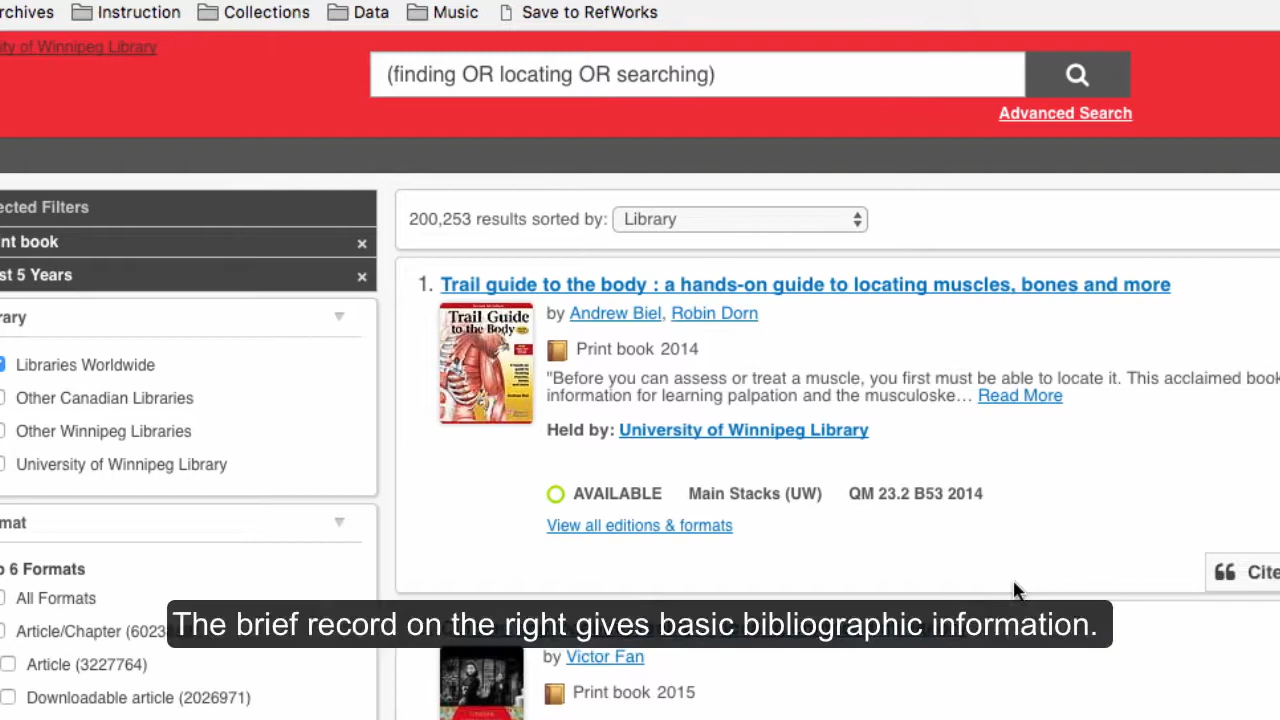 rchives Instruction Collections Data Music Save to RefWorks
ity of Winnipeg Library
(finding OR locating OR searching)
Advanced Search
ected Filters
nt book ×
st 5 Years ×
rary
Libraries Worldwide
Other Canadian Libraries
Other Winnipeg Libraries
University of Winnipeg Library
mat
p 6 Formats
All Formats
Article/Chapter (6023
Article (3227764)
Downloadable article (2026971)
200,253 results sorted by: Library
1. Trail guide to the body : a hands-on guide to locating muscles, bones and more
Trail Guide
to the Body
by Andrew Biel, Robin Dorn
Print book 2014
"Before you can assess or treat a muscle, you first must be able to locate it. This acclaimed book
information for learning palpation and the musculoske… Read More
Held by: University of Winnipeg Library
AVAILABLE Main Stacks (UW) QM 23.2 B53 2014
View all editions & formats
Cite
The brief record on the right gives basic bibliographic information.
by Victor Fan
Print book 2015